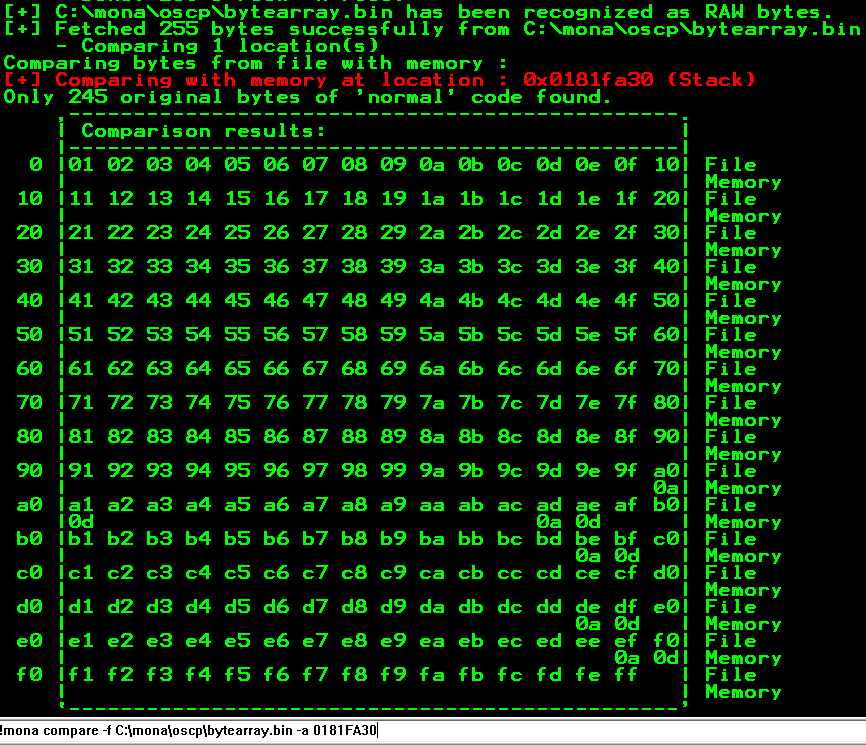 [+] C:\mona\oscp\bytearray.bin has been recognized as RAW bytes.
[+] Fetched 255 bytes successfully from C:\mona\oscp\bytearray.bin
- Comparing 1 location(s)
Comparing bytes from file with memory :
[+] Comparing with memory at location : 0x0181fa30 (Stack)
Only 245 original bytes of 'normal' code found.
,-----------------------------------------------.
| Comparison results: |
|-----------------------------------------------|
0 |01 02 03 04 05 06 07 08 09 0a 0b 0c 0d 0e 0f 10| File
| | Memory
10 |11 12 13 14 15 16 17 18 19 1a 1b 1c 1d 1e 1f 20| File
| | Memory
20 |21 22 23 24 25 26 27 28 29 2a 2b 2c 2d 2e 2f 30| File
| | Memory
30 |31 32 33 34 35 36 37 38 39 3a 3b 3c 3d 3e 3f 40| File
| | Memory
40 |41 42 43 44 45 46 47 48 49 4a 4b 4c 4d 4e 4f 50| File
| | Memory
50 |51 52 53 54 55 56 57 58 59 5a 5b 5c 5d 5e 5f 60| File
| | Memory
60 |61 62 63 64 65 66 67 68 69 6a 6b 6c 6d 6e 6f 70| File
| | Memory
70 |71 72 73 74 75 76 77 78 79 7a 7b 7c 7d 7e 7f 80| File
| | Memory
80 |81 82 83 84 85 86 87 88 89 8a 8b 8c 8d 8e 8f 90| File
| | Memory
90 |91 92 93 94 95 96 97 98 99 9a 9b 9c 9d 9e 9f a0| File
| 0a| Memory
a0 |a1 a2 a3 a4 a5 a6 a7 a8 a9 aa ab ac ad ae af b0| File
|0d 0a 0d | Memory
b0 |b1 b2 b3 b4 b5 b6 b7 b8 b9 ba bb bc bd be bf c0| File
| 0a 0d | Memory
c0 |c1 c2 c3 c4 c5 c6 c7 c8 c9 ca cb cc cd ce cf d0| File
| | Memory
d0 |d1 d2 d3 d4 d5 d6 d7 d8 d9 da db dc dd de df e0| File
| 0a 0d | Memory
e0 |e1 e2 e3 e4 e5 e6 e7 e8 e9 ea eb ec ed ee ef f0| File
| 0a 0d| Memory
f0 |f1 f2 f3 f4 f5 f6 f7 f8 f9 fa fb fc fd fe ff | File
| | Memory
`-----------------------------------------------'
!mona compare -f C:\mona\oscp\bytearray.bin -a 0181FA30